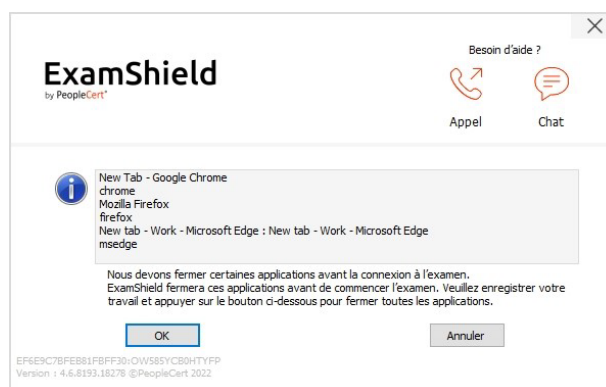 Besoin d'aide ?
ExamShield
by PeopleCert
Appel
Chat
New Tab - Google Chrome
chrome
Mozilla Firefox
firefox
New tab - Work - Microsoft Edge : New tab - Work - Microsoft Edge
msedge
Nous devons fermer certaines applications avant la connexion à l'examen.
ExamShield fermera ces applications avant de commencer l'examen. Veuillez enregistrer votre
travail et appuyer sur le bouton ci-dessous pour fermer toutes les applications.
OK
Annuler
EF6E9C7BFEB81FBFF30:OW585YCB0HTYFP
Version : 4.6.8193.18278 ©PeopleCert 2022